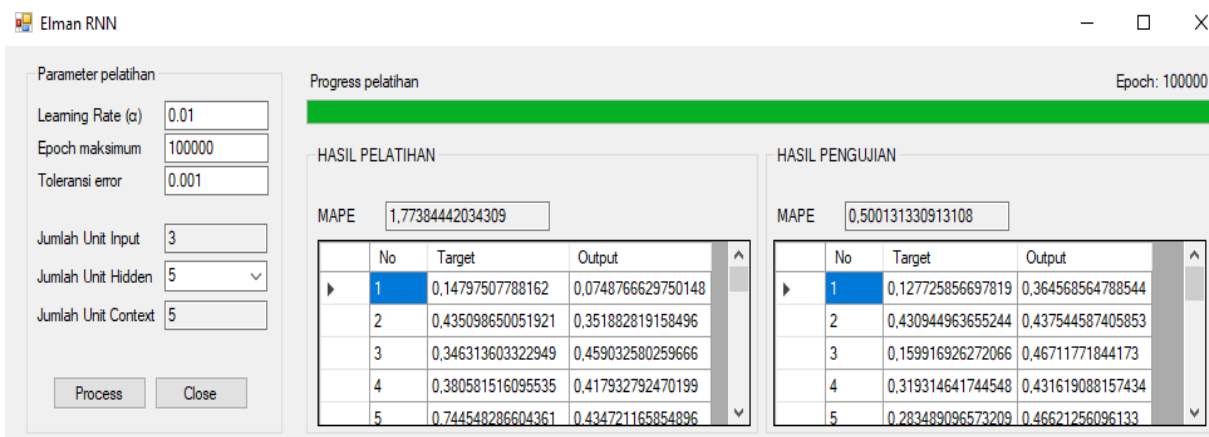 Elman RNN
Parameter pelatihan
Learning Rate (α) 0.01
Epoch maksimum 100000
Toleransi error 0.001
Jumlah Unit Input 3
Jumlah Unit Hidden 5
Jumlah Unit Context 5
Process Close
Progress pelatihan Epoch: 100000
HASIL PELATIHAN
MAPE 1,77384442034309
No Target Output
1 0,14797507788162 0,0748766629750148
2 0,435098650051921 0,351882819158496
3 0,346313603322949 0,459032580259666
4 0,380581516095535 0,417932792470199
5 0,744548286604361 0,434721165854896
HASIL PENGUJIAN
MAPE 0,500131330913108
No Target Output
1 0,127725856697819 0,364568564788544
2 0,430944963655244 0,437544587405853
3 0,159916926272066 0,46711771844173
4 0,319314641744548 0,431619088157434
5 0,283489096573209 0,46621256096133